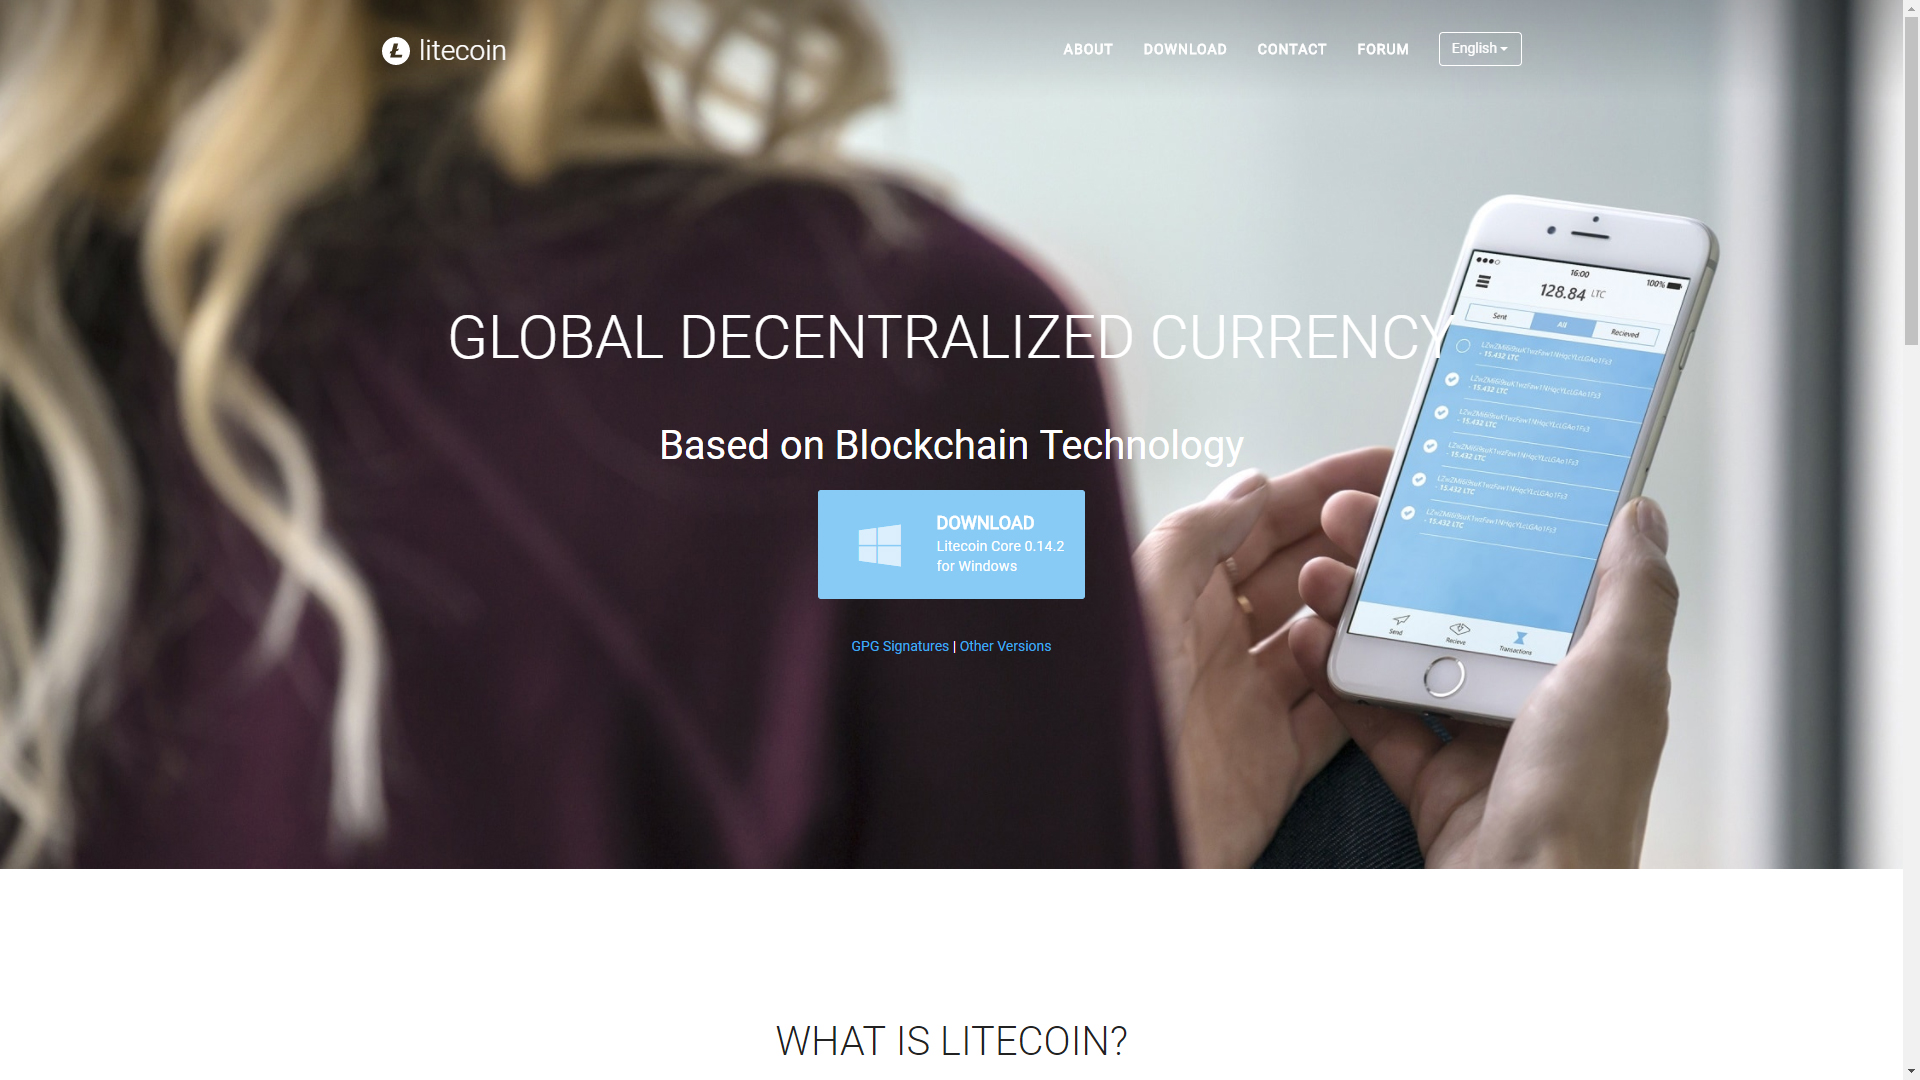 litecoin
ABOUT DOWNLOAD CONTACT FORUM English
16:00
100%
128.84 LTC
Sent All Recieved
- 15.432 LTC
- 15.432 LTC
- 15.432 LTC
- 15.432 LTC
- 15.432 LTC
- 15.432 LTC
Send Recieve Transactions
GLOBAL DECENTRALIZED CURRENCY
Based on Blockchain Technology
DOWNLOAD
Litecoin Core 0.14.2
for Windows
GPG Signatures | Other Versions
WHAT IS LITECOIN?